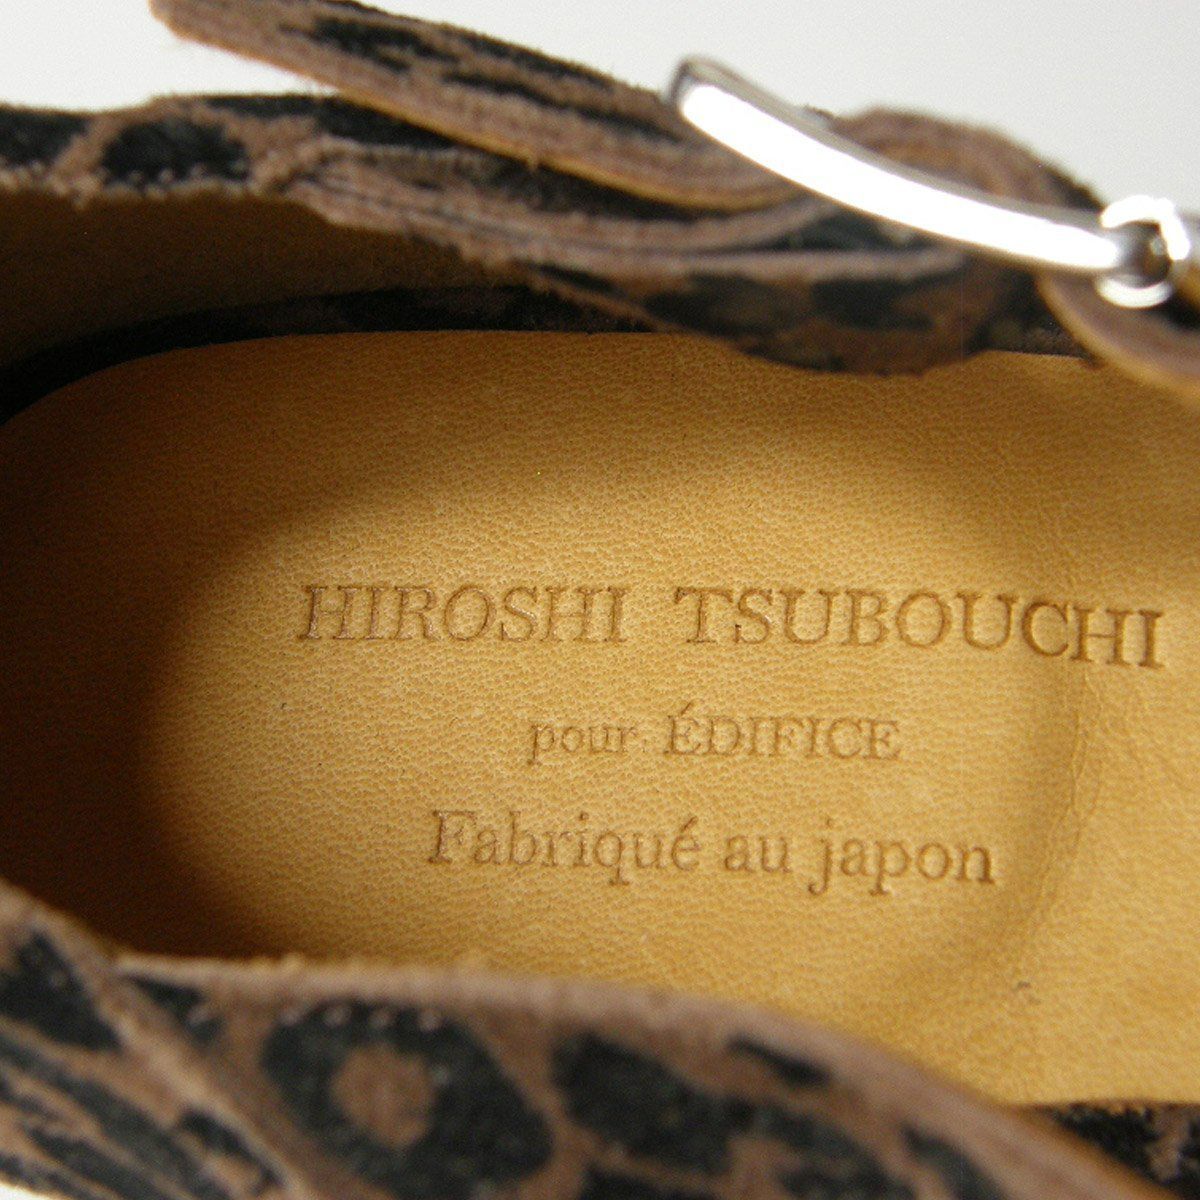 HIROSHI TSUBOUCHI
pour ÉDIFICE
Fabriqué au japon